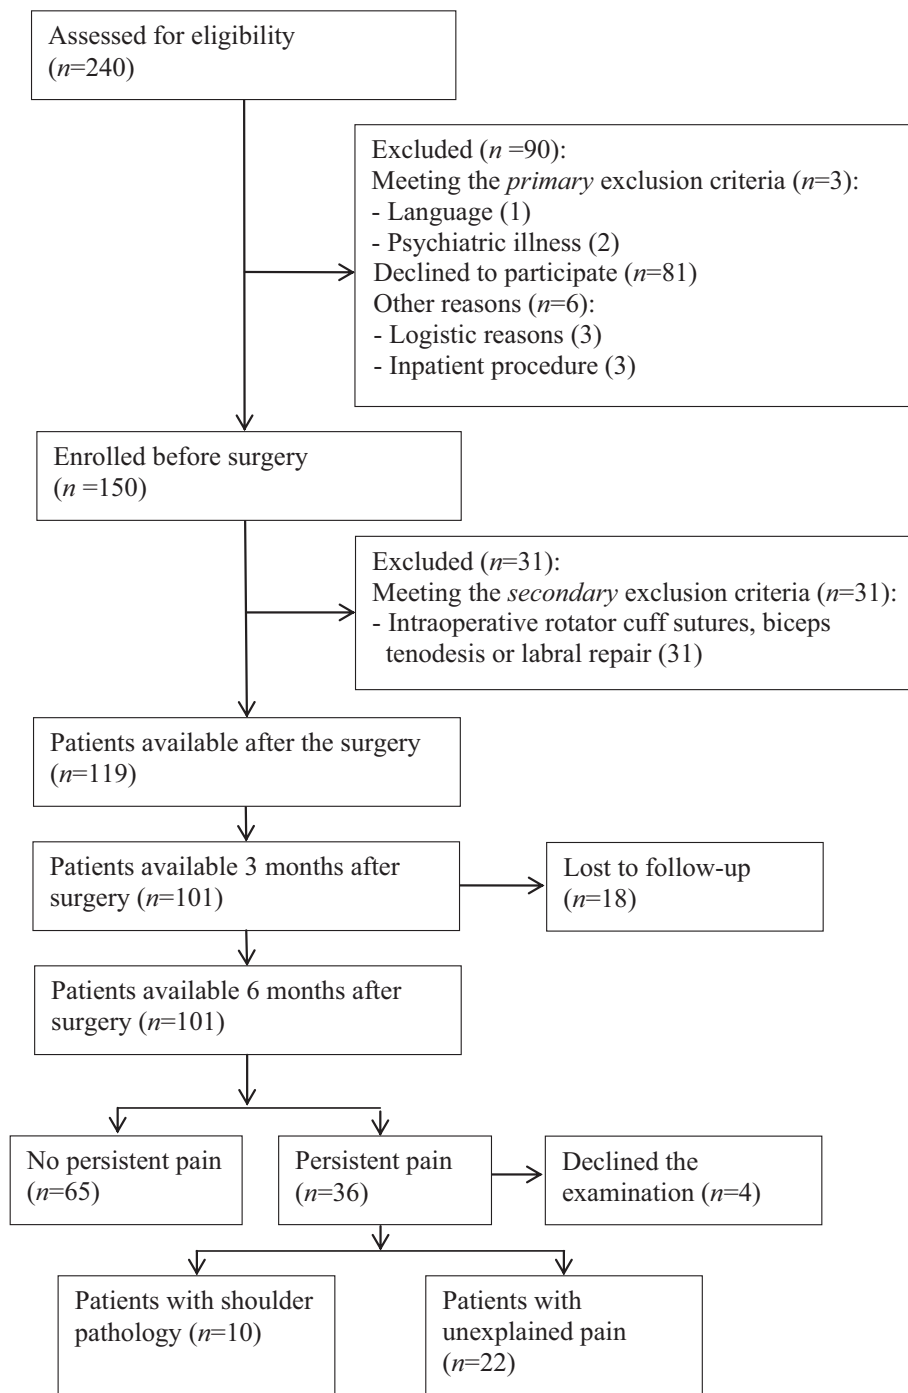 Assessed for eligibility
(n=240)
Excluded (n =90):
Meeting the primary exclusion criteria (n=3):
- Language (1)
- Psychiatric illness (2)
Declined to participate (n=81)
Other reasons (n=6):
- Logistic reasons (3)
- Inpatient procedure (3)
Enrolled before surgery
(n =150)
Excluded (n=31):
Meeting the secondary exclusion criteria (n=31):
- Intraoperative rotator cuff sutures, biceps
tenodesis or labral repair (31)
Patients available after the surgery
(n=119)
Patients available 3 months after
surgery (n=101)
Lost to follow-up
(n=18)
Patients available 6 months after
surgery (n=101)
No persistent pain
(n=65)
Persistent pain
(n=36)
Declined the
examination (n=4)
Patients with shoulder
pathology (n=10)
Patients with
unexplained pain
(n=22)